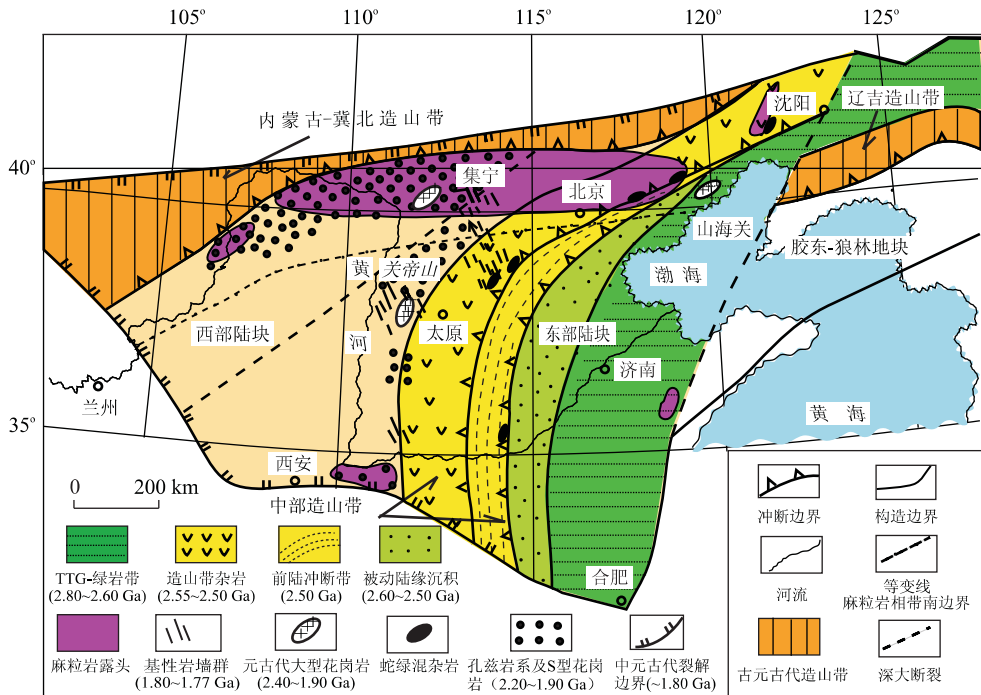 105°
110°
115°
120°
125°
内蒙古-冀北造山带
沈阳
辽吉造山带
40°
集宁
北京
山海关
胶东-狼林地块
渤海
黄
关帝山
西部陆块
河
太原
东部陆块
济南
兰州
黄海
35°
西安
0 200 km
中部造山带
合肥
TTG-绿岩带
(2.80~2.60 Ga)
造山带杂岩
(2.55~2.50 Ga)
前陆冲断带
(2.50 Ga)
被动陆缘沉积
(2.60~2.50 Ga)
麻粒岩露头
基性岩墙群
(1.80~1.77 Ga)
元古代大型花岗岩
(2.40~1.90 Ga)
蛇绿混杂岩
孔兹岩系及S型花岗
岩（2.20~1.90 Ga）
中元古代裂解
边界(~1.80 Ga)
冲断边界
构造边界
河流
等变线
麻粒岩相带南边界
古元古代造山带
深大断裂